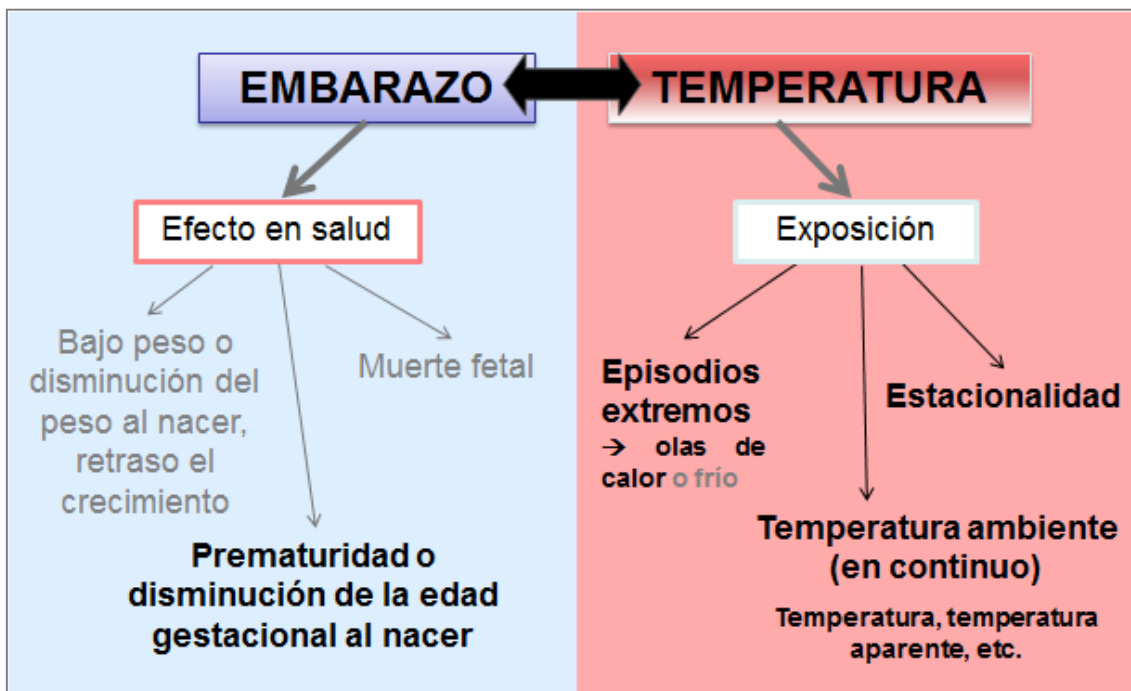 EMBARAZO
TEMPERATURA
Efecto en salud
Exposición
Bajo peso o
disminución del
peso al nacer,
retraso el
crecimiento
Muerte fetal
Prematuridad o
disminución de la edad
gestacional al nacer
Episodios
extremos
→ olas de
calor o frío
Estacionalidad
Temperatura ambiente
(en continuo)
Temperatura, temperatura
aparente, etc.